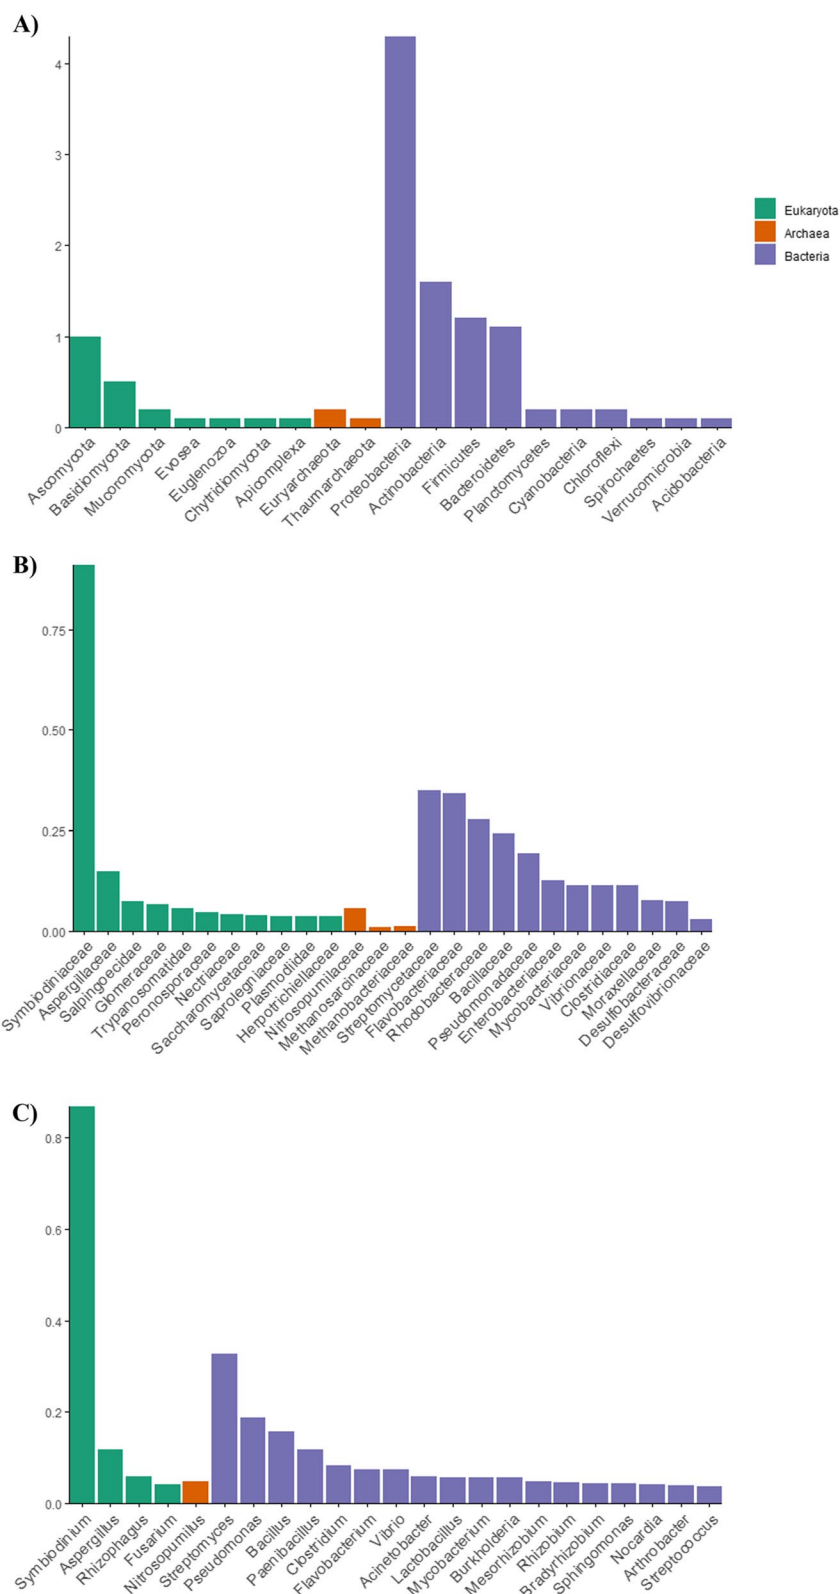 A)
4
3
2
1
0
Eukaryota
Archaea
Bacteria
Ascomycota
Basidiomycota
Mucoromycota
Evosea
Euglenozoa
Chytridiomycota
Apicomplexa
Euryarchaeota
Thaumarchaeota
Proteobacteria
Actinobacteria
Firmicutes
Bacteroidetes
Planctomycetes
Cyanobacteria
Chloroflexi
Spirochaetes
Verrucomicrobia
Acidobacteria
B)
0.75
0.50
0.25
0.00
Symbiodiniaceae
Aspergillaceae
Salpingoecidae
Glomeraceae
Trypanosomatidae
Peronosporaceae
Nectriaceae
Saccharomycetaceae
Saprolegniaceae
Plasmodiidae
Herpotrichiellaceae
Nitrosopumilaceae
Methanosarcinaceae
Methanobacteriaceae
Streptomycetaceae
Flavobacteriaceae
Rhodobacteraceae
Bacillaceae
Pseudomonadaceae
Enterobacteriaceae
Mycobacteriaceae
Vibrionaceae
Clostridiaceae
Moraxellaceae
Desulfobacteraceae
Desulfovibrionaceae
C)
0.8
0.6
0.4
0.2
0.0
Symbiodinium
Aspergillus
Rhizophagus
Fusarium
Nitrosopumilus
Streptomyces
Pseudomonas
Bacillus
Paenibacillus
Clostridium
Flavobacterium
Vibrio
Acinetobacter
Lactobacillus
Mycobacterium
Burkholderia
Mesorhizobium
Rhizobium
Bradyrhizobium
Sphingomonas
Nocardia
Arthrobacter
Streptococcus